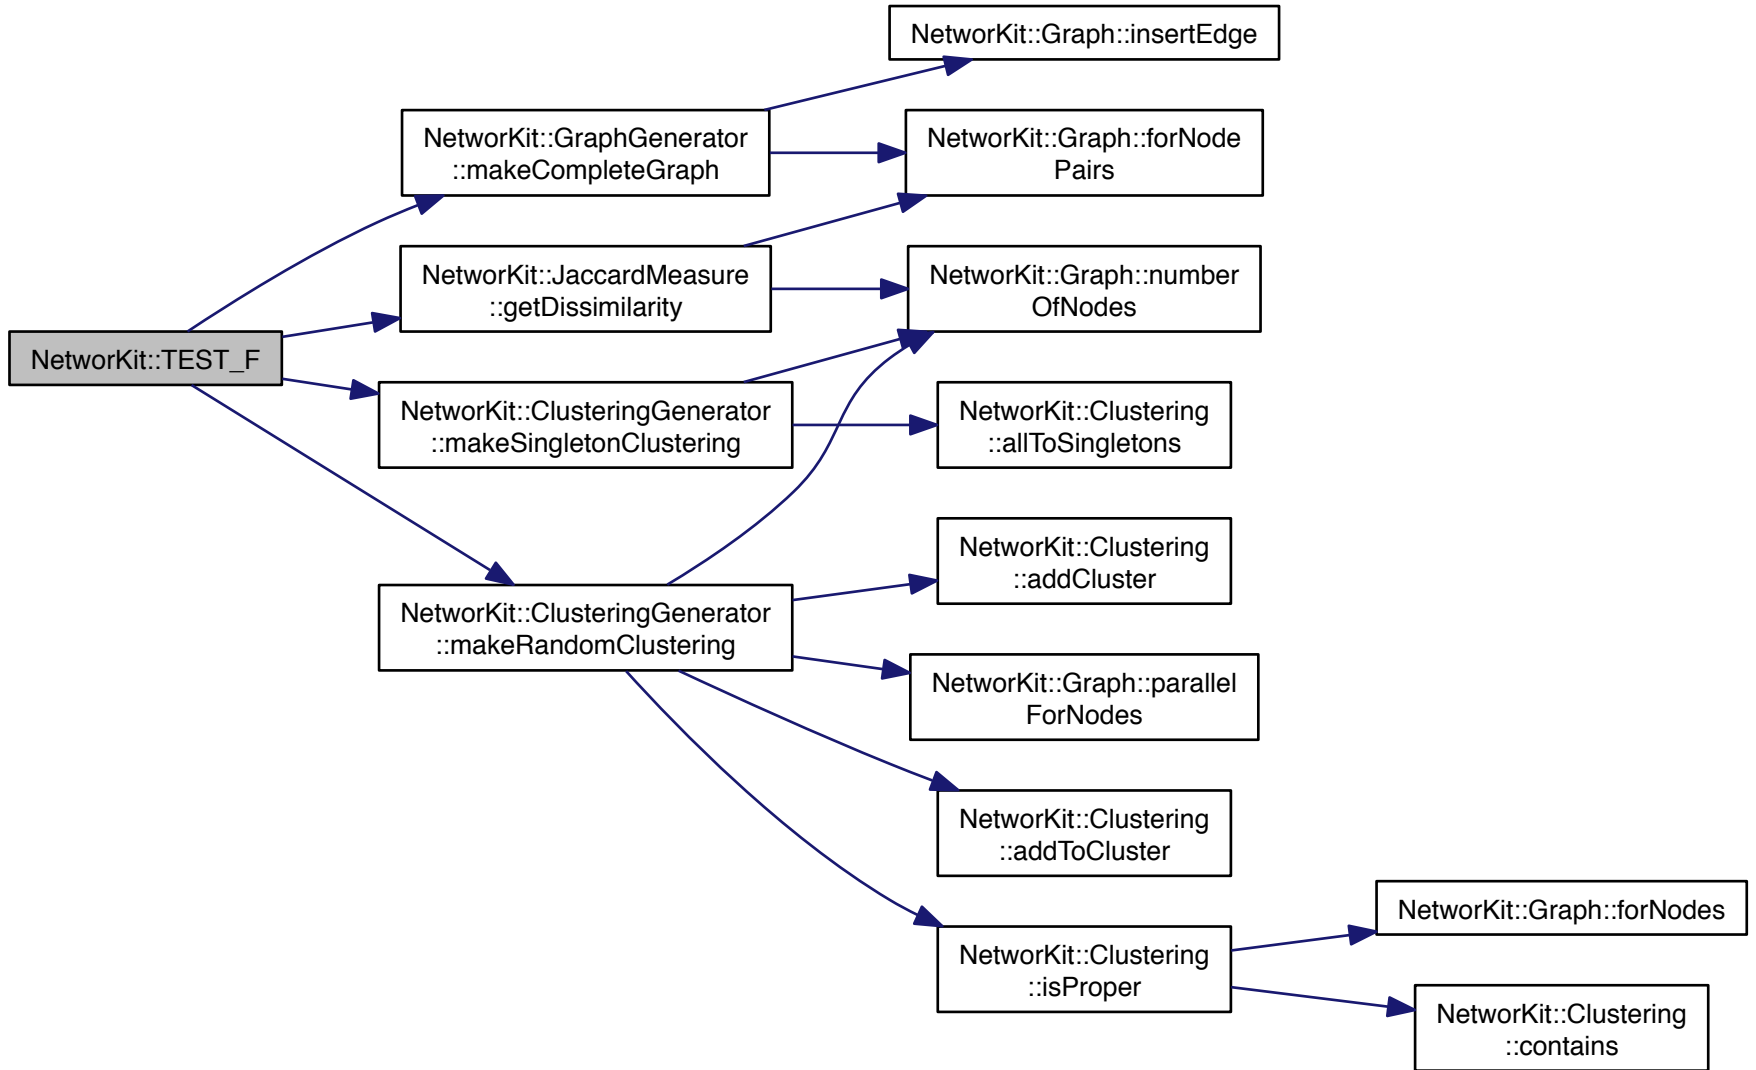 NetworKit::Graph::insertEdge
NetworKit::GraphGenerator
::makeCompleteGraph
NetworKit::Graph::forNode
Pairs
NetworKit::JaccardMeasure
::getDissimilarity
NetworKit::Graph::number
OfNodes
NetworKit::TEST_F
NetworKit::ClusteringGenerator
::makeSingletonClustering
NetworKit::Clustering
::allToSingletons
NetworKit::Clustering
::addCluster
NetworKit::ClusteringGenerator
::makeRandomClustering
NetworKit::Graph::parallel
ForNodes
NetworKit::Clustering
::addToCluster
NetworKit::Graph::forNodes
NetworKit::Clustering
::isProper
NetworKit::Clustering
::contains